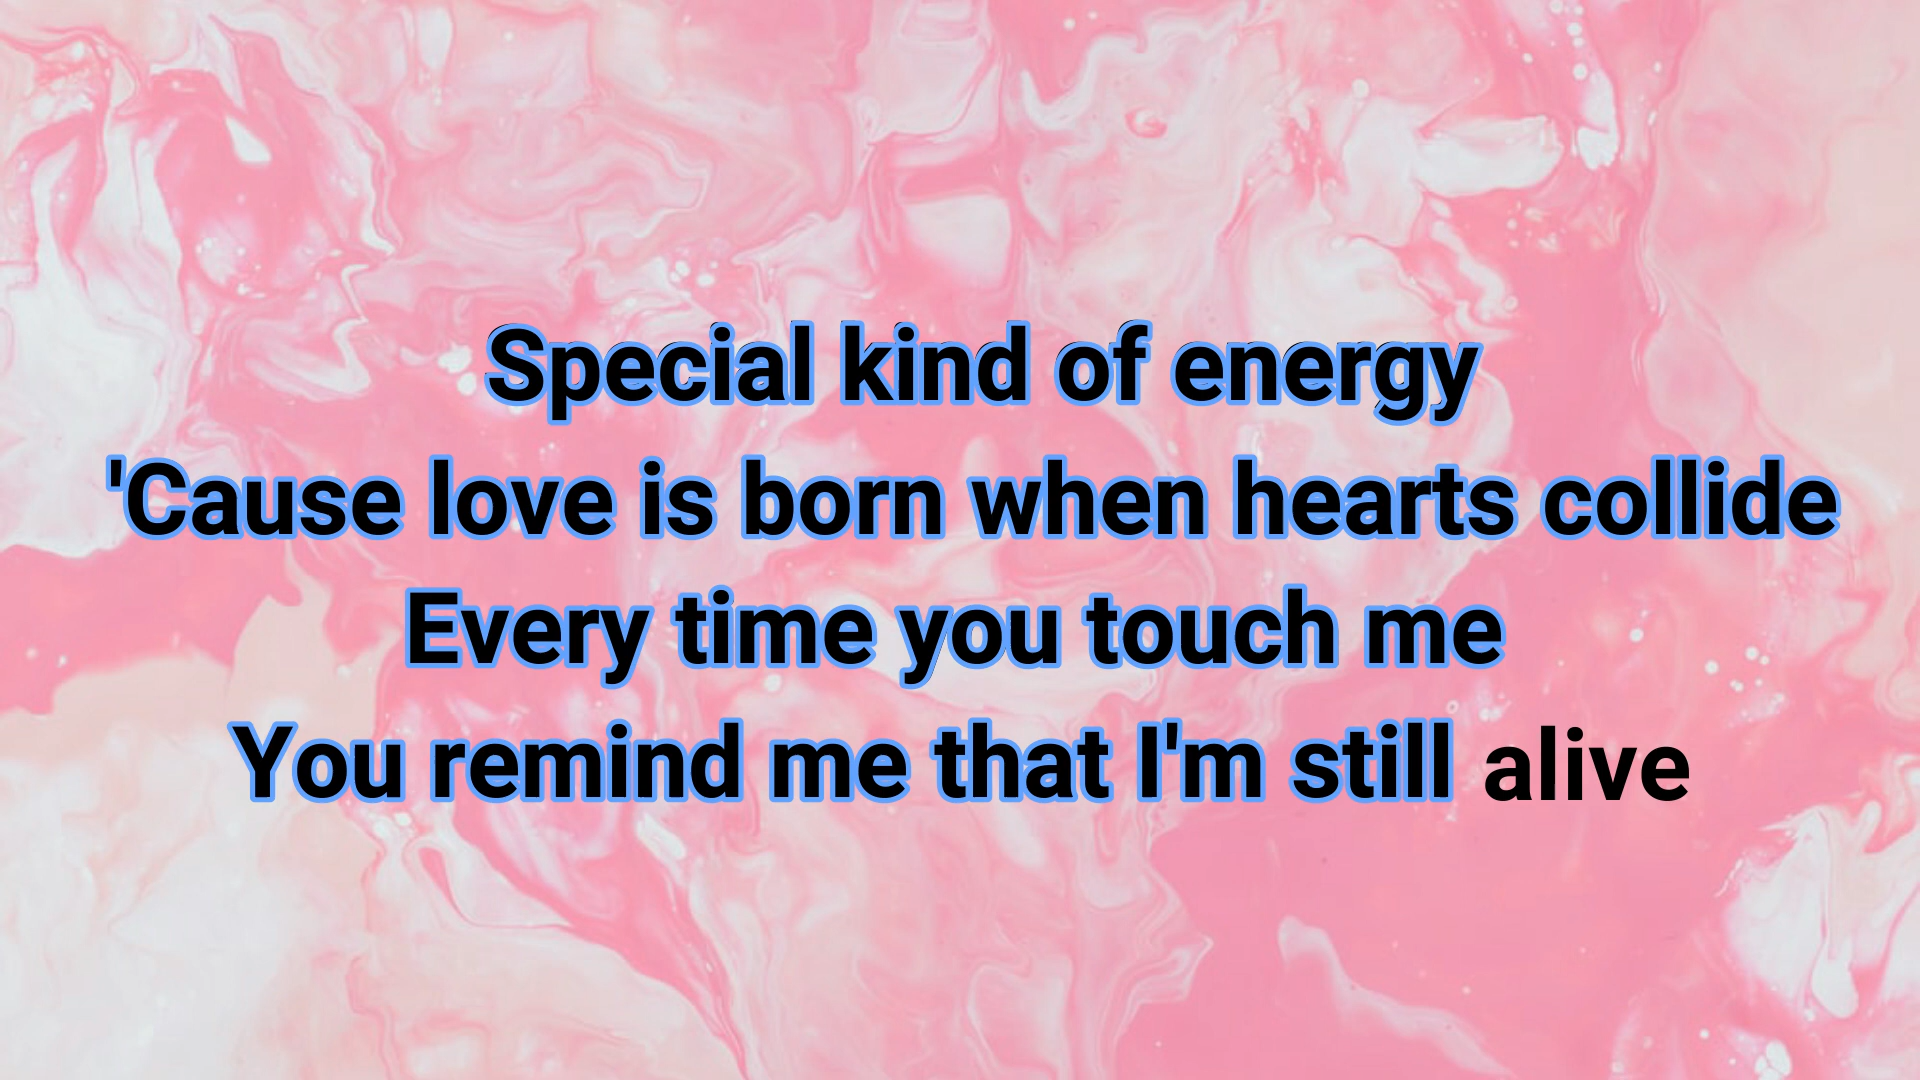 Special kind of energy
'Cause love is born when hearts collide
Every time you touch me
You remind me that I'm still alive